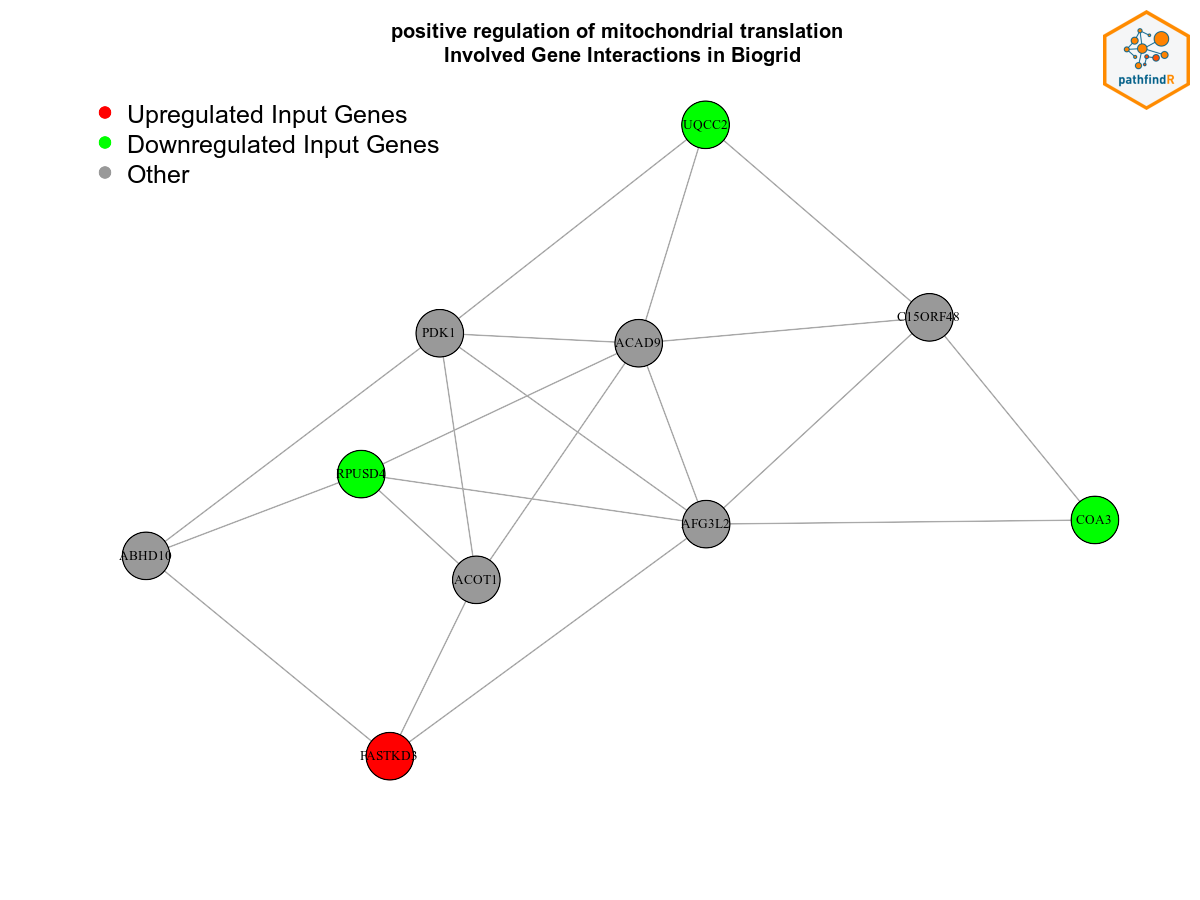 positive regulation of mitochondrial translation
Involved Gene Interactions in Biogrid
pathfindR
Upregulated Input Genes
Downregulated Input Genes
Other
UQCC2
C15ORF48
PDK1
ACAD9
RPUSD4
COA3
AFG3L2
ABHD10
ACOT1
FASTKD3